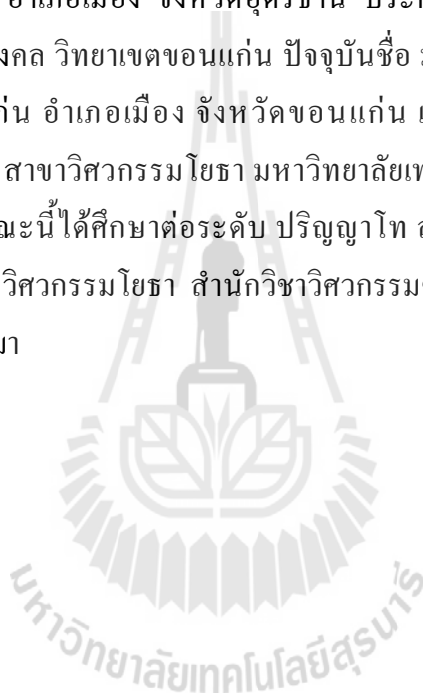 อำเภอเมือง จังหวัดอุดรธานี ประก
งคล วิทยาเขตขอนแก่น ปัจจุบันชื่อ
ก่น อำเภอเมือง จังหวัดขอนแก่น
สาขาวิศวกรรมโยธา มหาวิทยาลัยเท
ณะนี้ได้ศึกษาต่อระดับ ปริญญาโท
วิศวกรรมโยธา สำนักวิชาวิศวกรรม
มา
มหาวิทยาลัยเทคโนโลยีสุรนารี